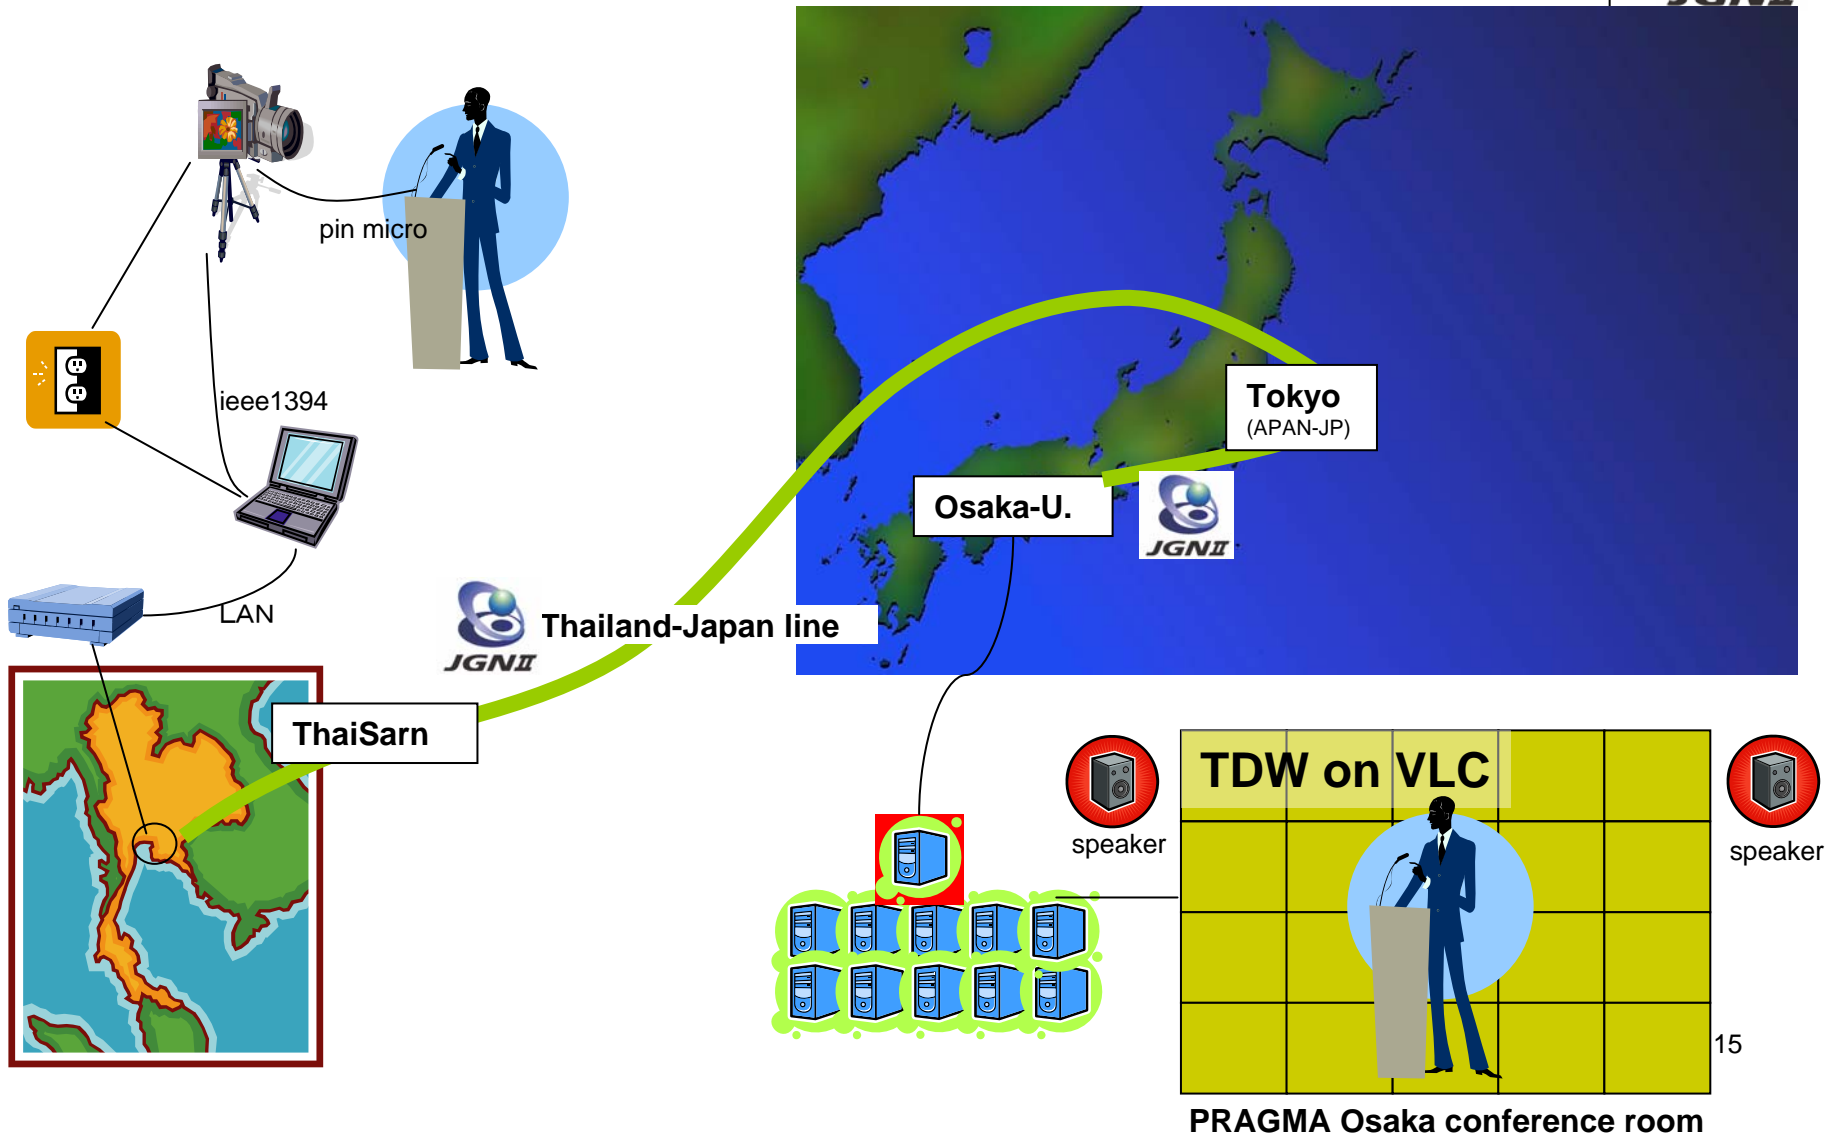 JGNII
pin micro
ieee1394
LAN
Tokyo
(APAN-JP)
Osaka-U.
JGNII
JGNII
Thailand-Japan line
ThaiSarn
TDW on VLC
speaker
speaker
15
PRAGMA Osaka conference room